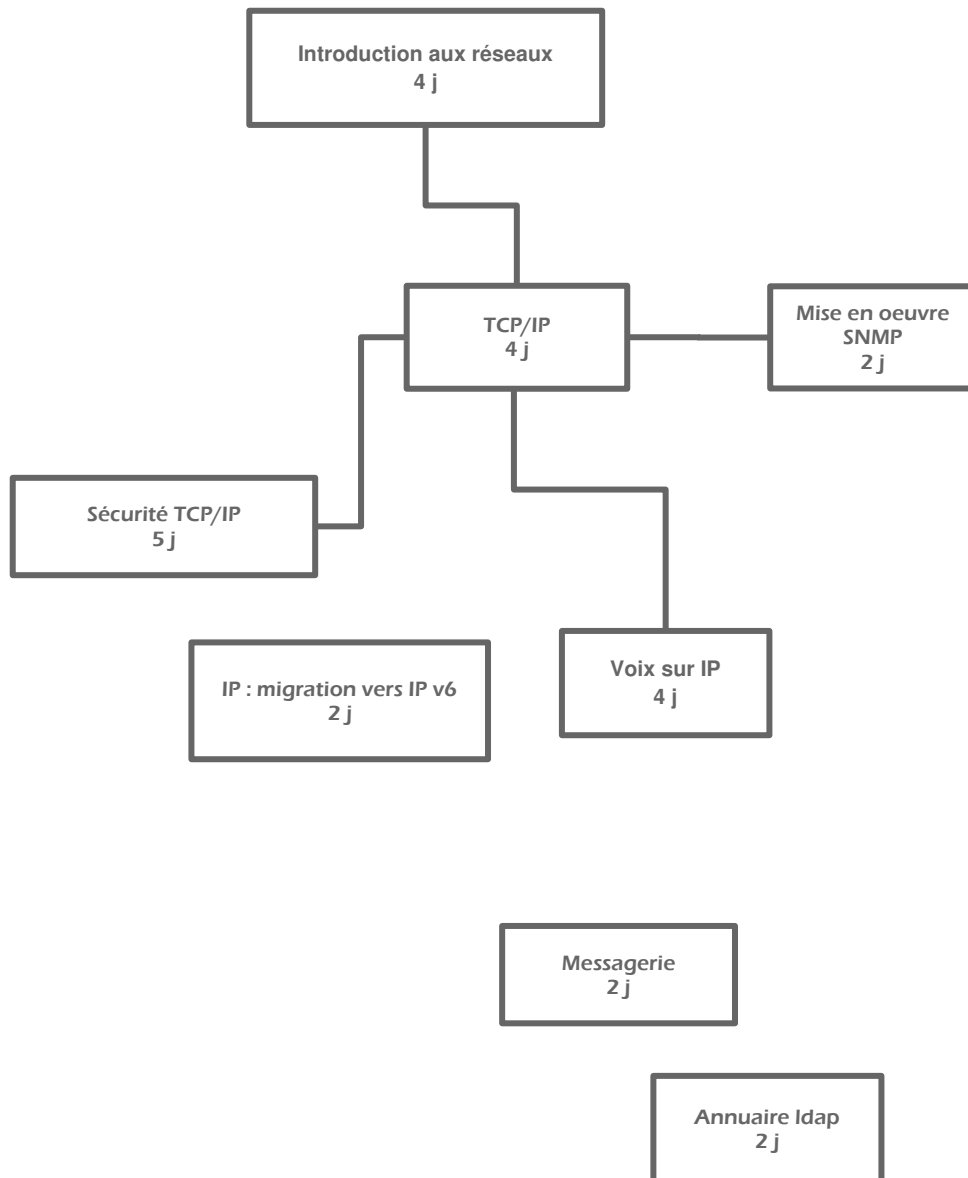 Introduction aux réseaux
4 j
TCP/IP
4 j
Mise en oeuvre
SNMP
2 j
Sécurité TCP/IP
5 j
IP : migration vers IP v6
2 j
Voix sur IP
4 j
Messagerie
2 j
Annuaire ldap
2 j